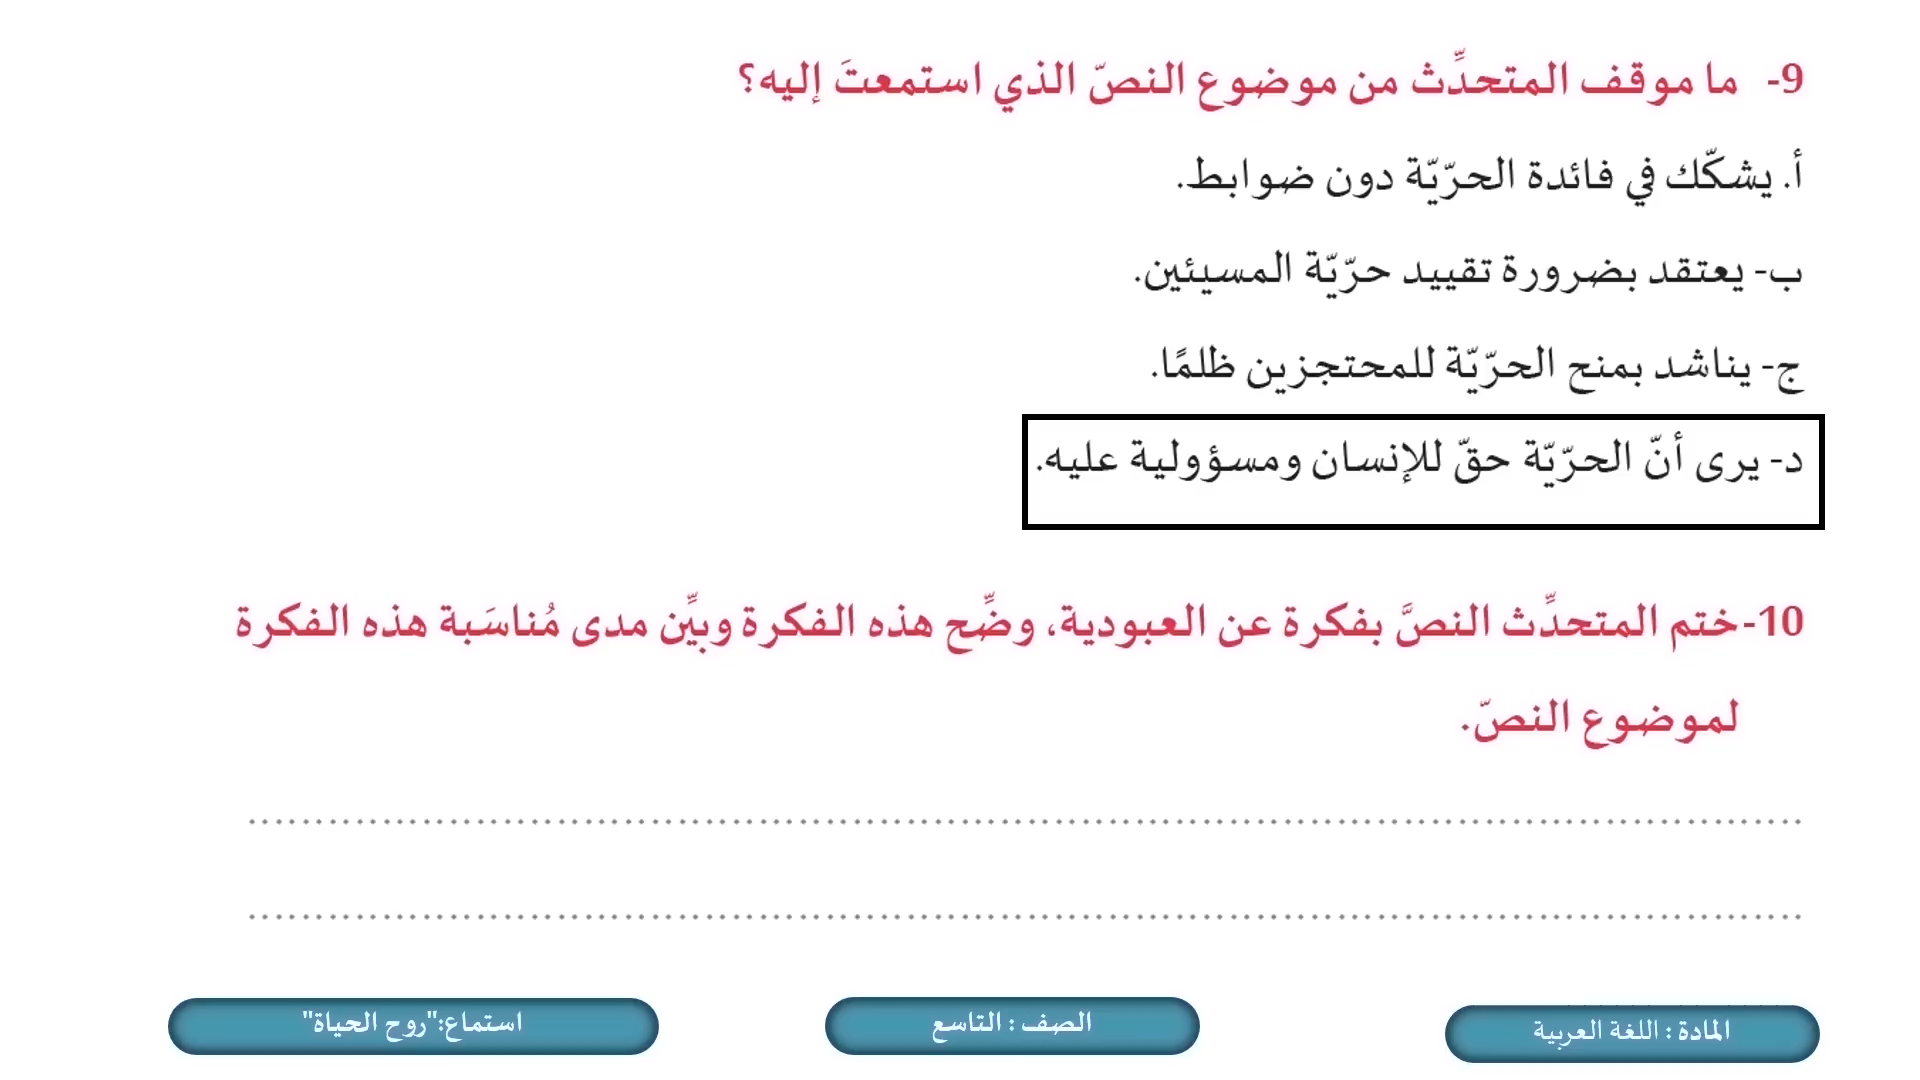 9- ما موقف المتحدِّث من موضوع النصّ الذي استمعتَ إليه؟
أ. يشكّك في فائدة الحرّيّة دون ضوابط.
ب- يعتقد بضرورة تقييد حرّيّة المسيئين.
ج- يناشد بمنح الحرّيّة للمحتجزين ظلمًا.
د- يرى أنّ الحرّيّة حقّ للإنسان ومسؤولية عليه.
10-ختم المتحدِّث النصَّ بفكرة عن العبودية، وضِّح هذه الفكرة وبيِّن مدى مُناسَبة هذه الفكرة
لموضوع النصّ.
المادة : اللغة العربية
الصف : التاسع
استماع:"روح الحياة"